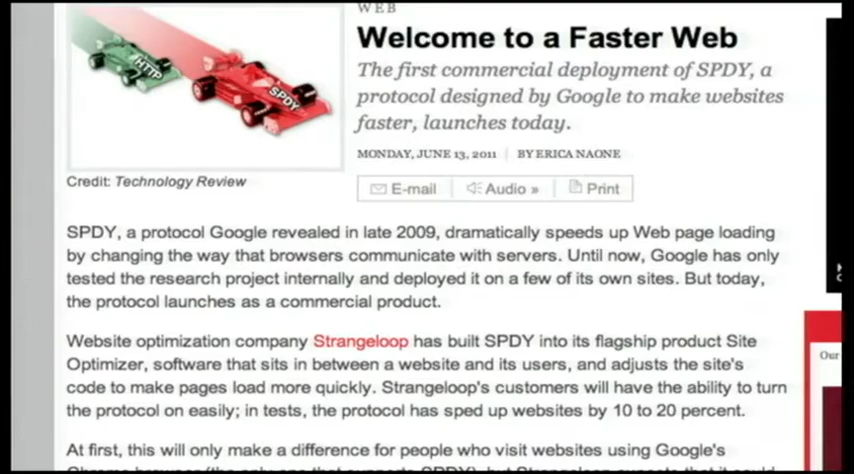 WEB
Welcome to a Faster Web
The first commercial deployment of SPDY, a
protocol designed by Google to make websites
faster, launches today.
MONDAY, JUNE 13, 2011 | BY ERICA NAONE
HTTP
SPDY
Credit: Technology Review
E-mail | Audio » | Print
SPDY, a protocol Google revealed in late 2009, dramatically speeds up Web page loading
by changing the way that browsers communicate with servers. Until now, Google has only
tested the research project internally and deployed it on a few of its own sites. But today,
the protocol launches as a commercial product.
Website optimization company Strangeloop has built SPDY into its flagship product Site
Optimizer, software that sits in between a website and its users, and adjusts the site's
code to make pages load more quickly. Strangeloop's customers will have the ability to turn
the protocol on easily; in tests, the protocol has sped up websites by 10 to 20 percent.
Our
At first, this will only make a difference for people who visit websites using Google's